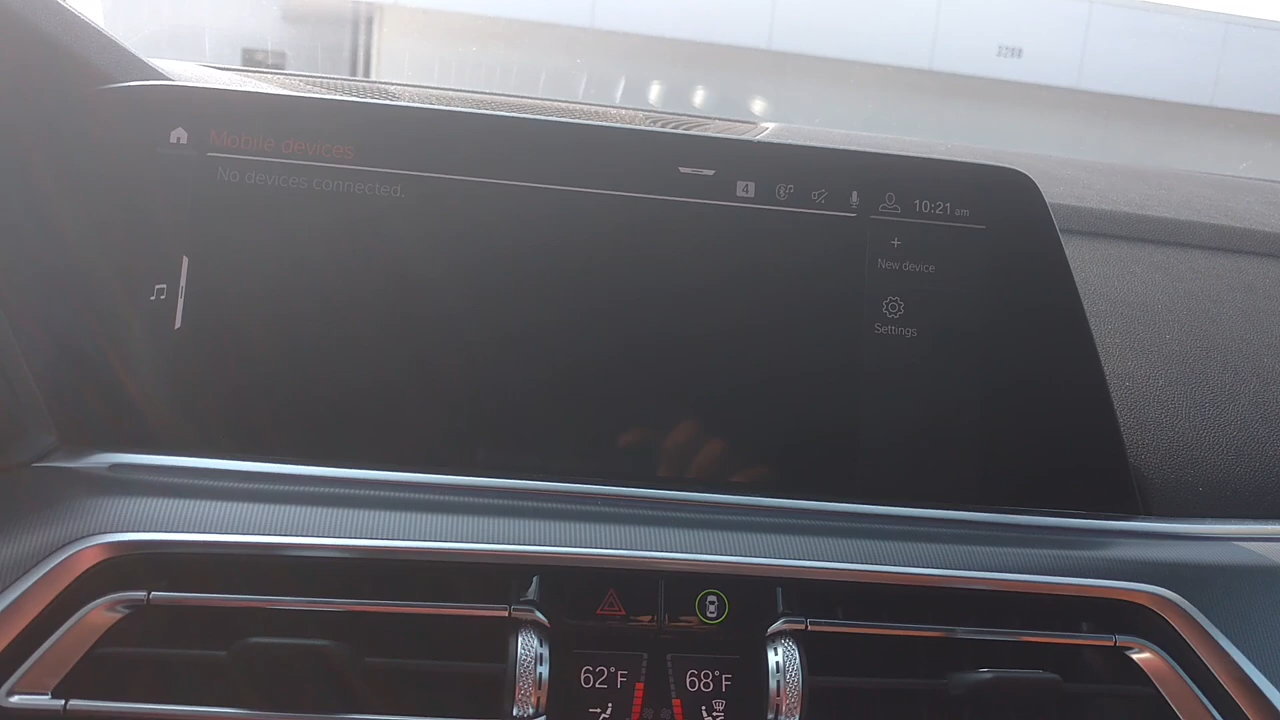 Mobile devices
No devices connected.
4
10:21 am
New device
Settings
62°F
68°F